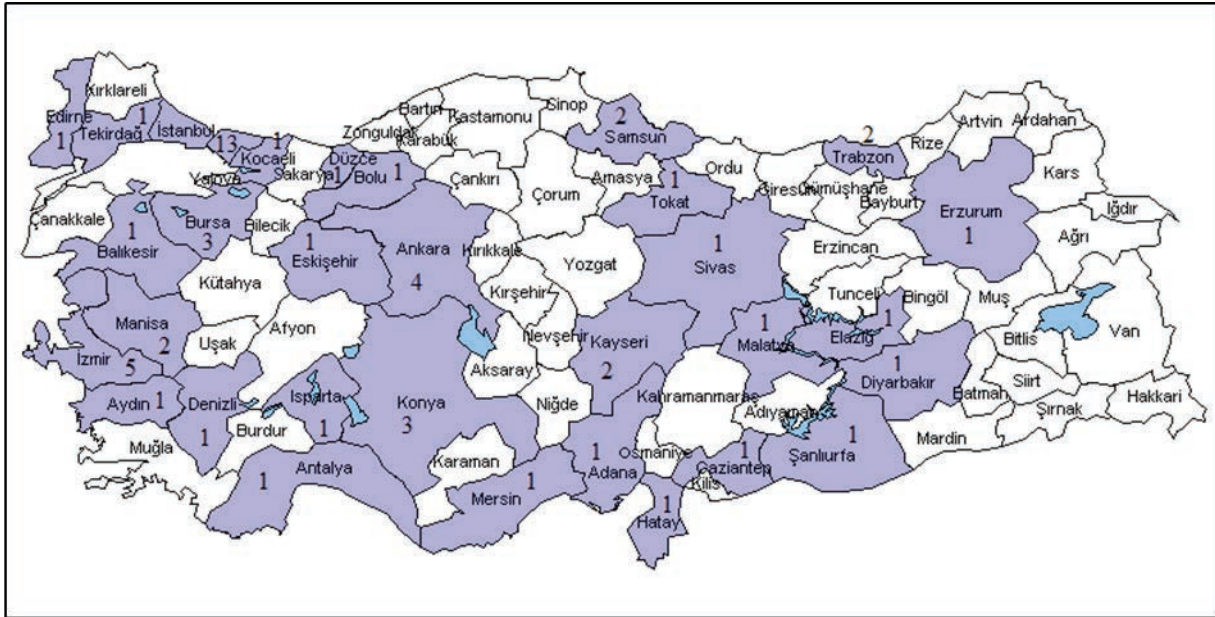 Kırklareli
Edirne
1
Tekirdağ
1
İstanbul
13
Kocaeli
1
Yalova
Sakarya
Düzce
1
Bolu
1
Zonguldak
Bartın
Karabük
Kastamonu
Sinop
Samsun
2
Çankırı
Çorum
Amasya
Tokat
1
Ordu
Giresun
Trabzon
2
Gümüşhane
Bayburt
Rize
Artvin
Ardahan
Kars
Iğdır
Ağrı
Erzurum
1
Erzincan
Çanakkale
Balıkesir
1
Bursa
3
Bilecik
Eskişehir
1
Ankara
4
Kırıkkale
Kırşehir
Yozgat
Sivas
1
Tunceli
Bingöl
Muş
Bitlis
Van
Kütahya
Manisa
2
Uşak
Afyon
İzmir
5
Aydın 1
Denizli
1
Isparta
1
Burdur
Muğla
Antalya
1
Konya
3
Karaman
Aksaray
Nevşehir
Niğde
Kayseri
2
Malatya
1
Elazığ
1
Diyarbakır
1
Batman
Siirt
Şırnak
Hakkari
Mardin
Şanlıurfa
1
Adıyaman
Kahramanmaraş
Osmaniye
Gaziantep
1
Kilis
Hatay
1
Adana
1
Mersin
1